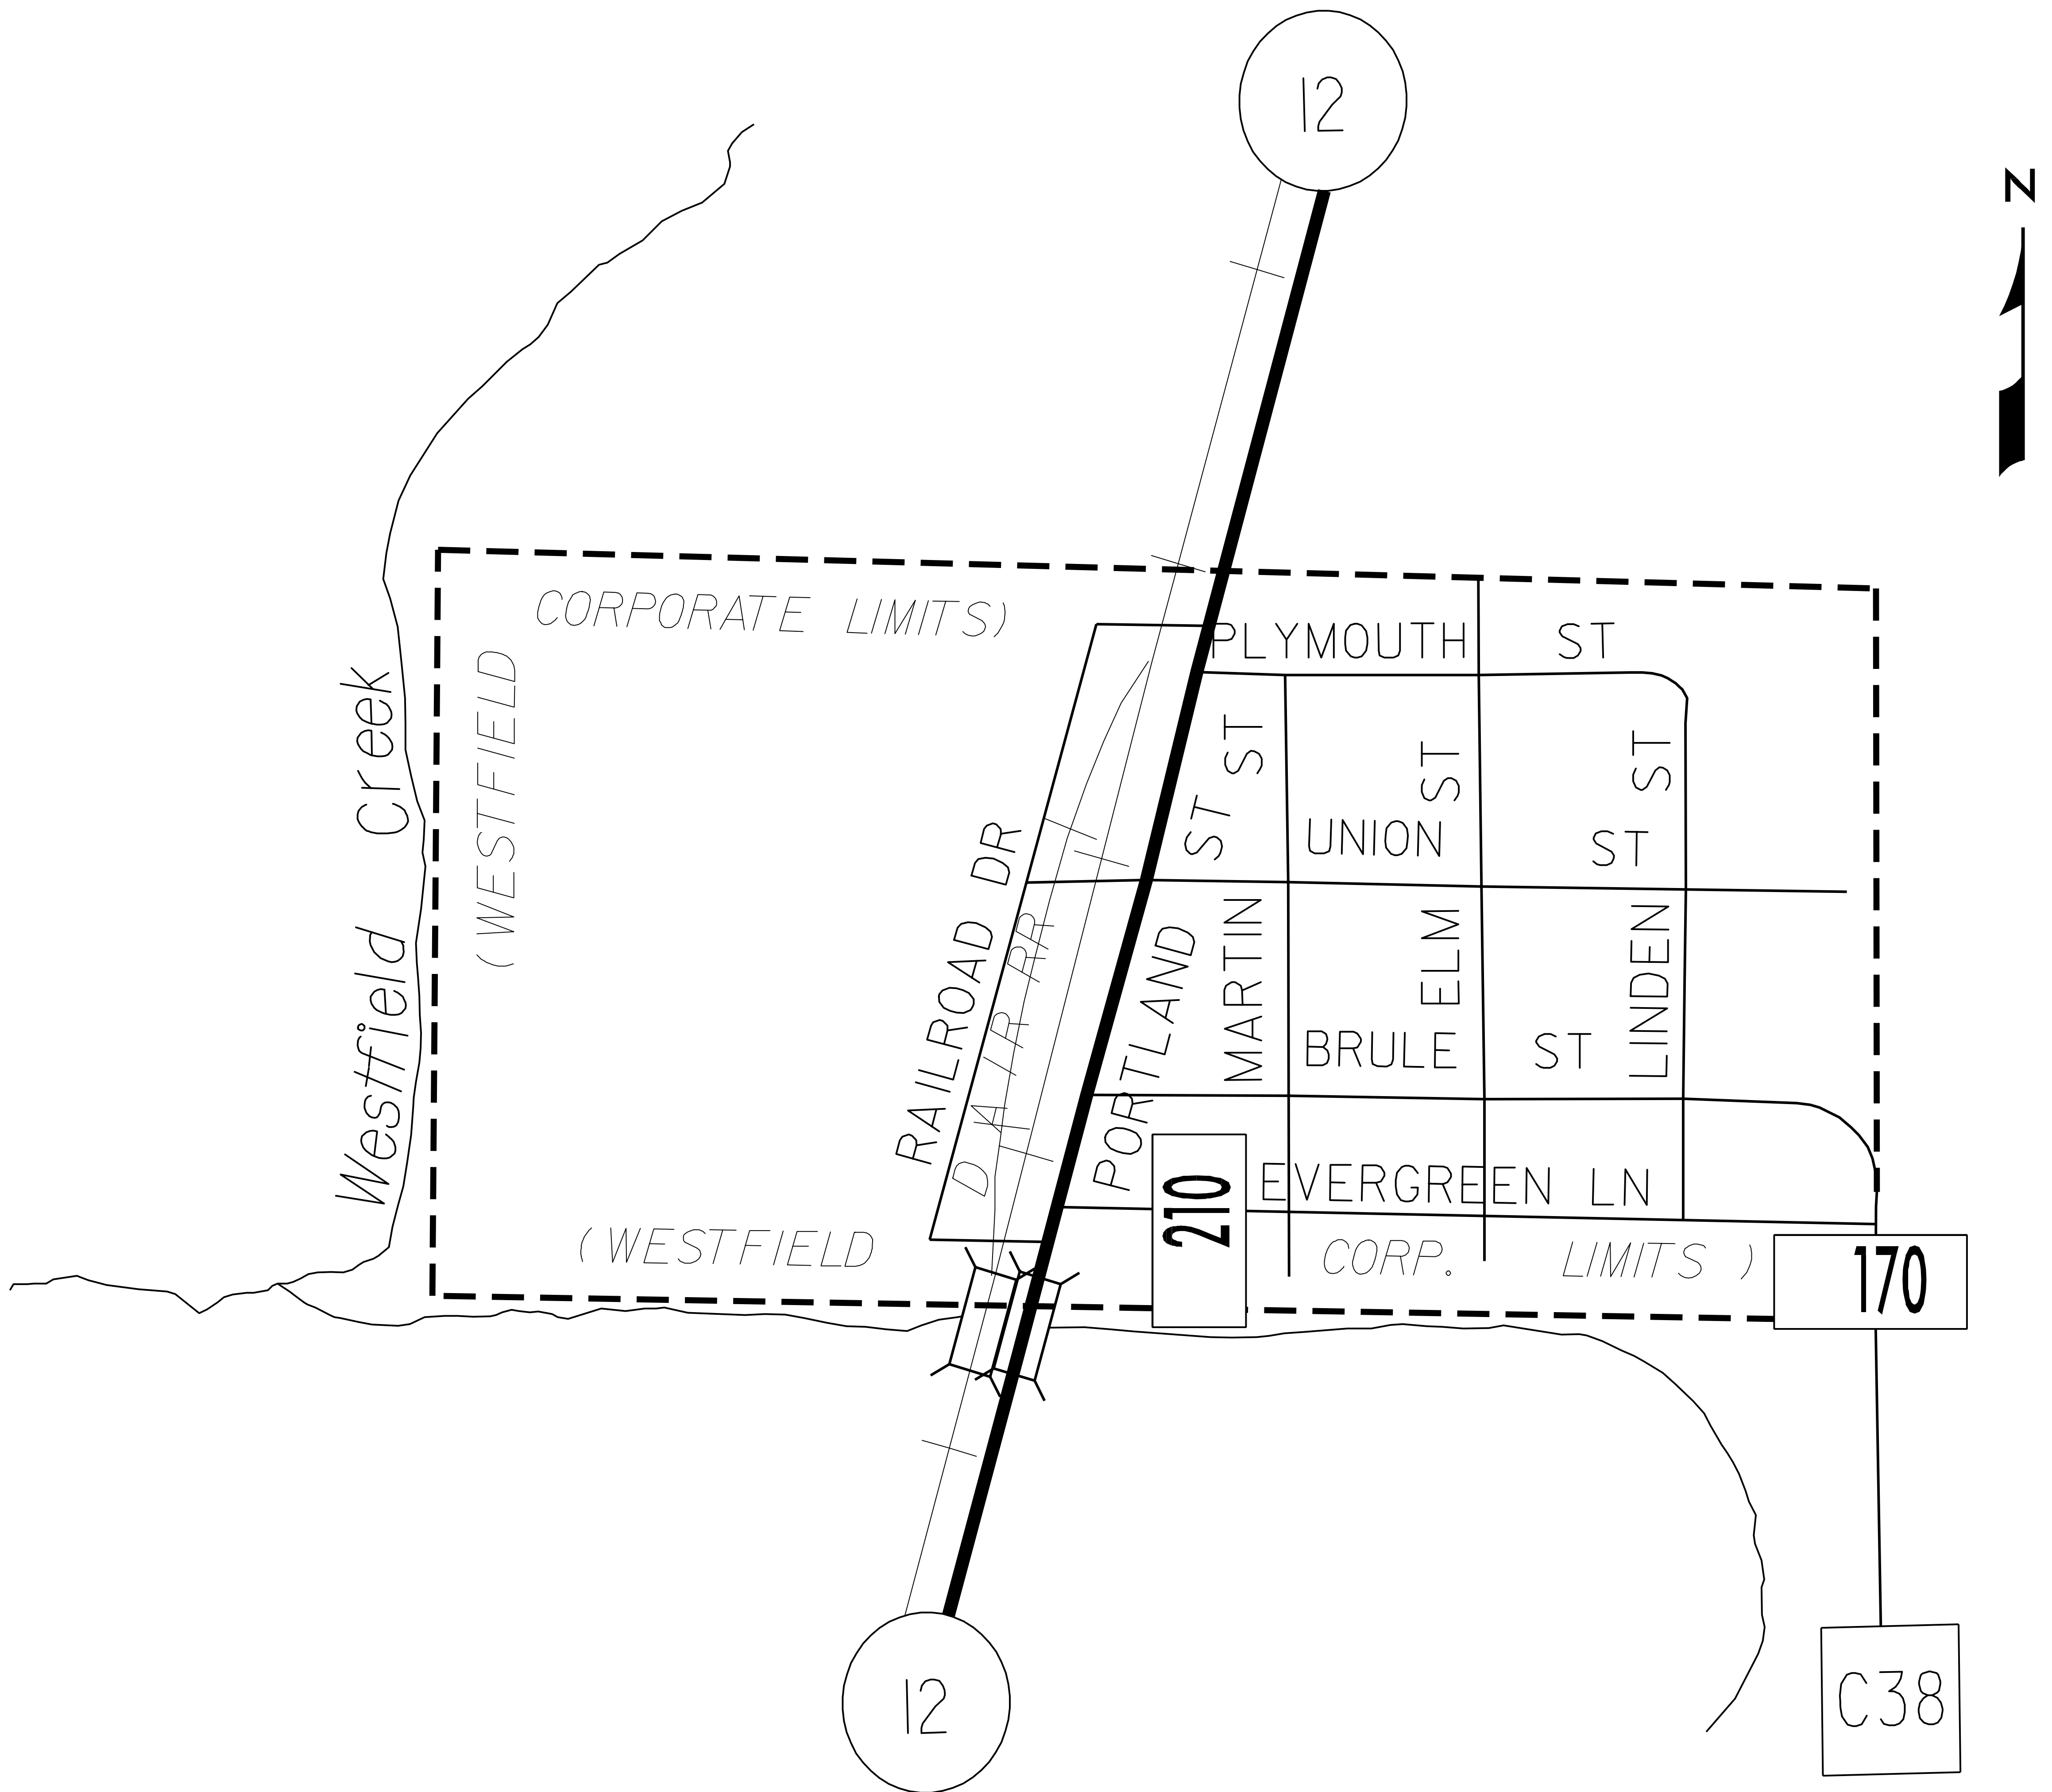 12
N
CORPORATE LIMITS)
(WESTFIELD
Westfield Creek
PLYMOUTH ST
PORTLAND ST
MARTIN ST
ELM ST
LINDEN ST
UNION ST
RAILROAD DR
D A I R R R
BRULE ST
EVERGREEN LN
210
(WESTFIELD CORP. LIMITS)
170
12
C38